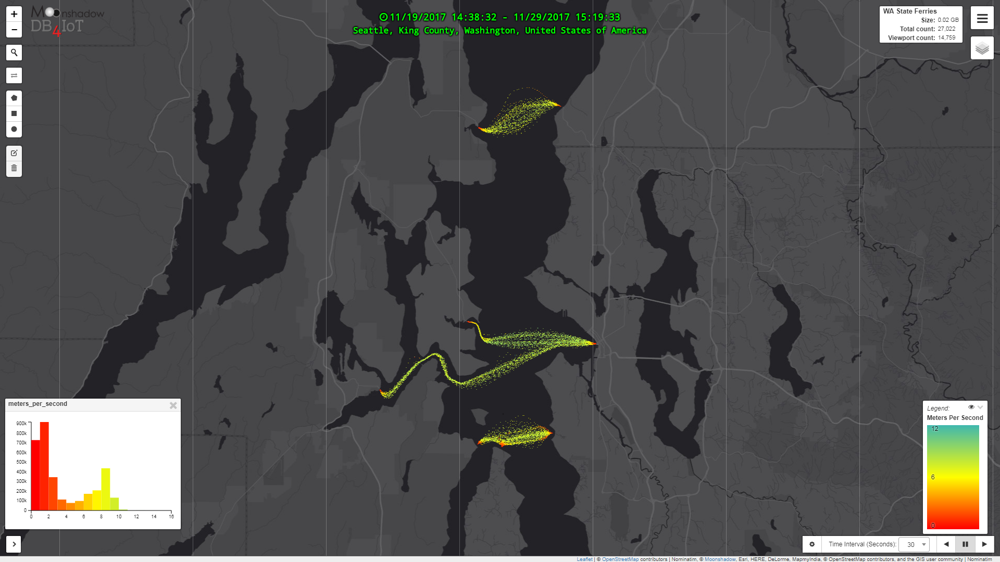 +
−
Moonshadow
DB4IoT
11/19/2017 14:38:32 - 11/29/2017 15:19:33
Seattle, King County, Washington, United States of America
WA State Ferries
Size: 0.02 GB
Total count: 27,022
Viewport count: 14,759
meters_per_second
900k
800k
700k
600k
500k
400k
300k
200k
100k
0
0 2 4 6 8 10 12 14 16
Legend:
Meters Per Second
12
6
0
Time Interval (Seconds): 30
Leaflet | © OpenStreetMap contributors | Nominatim, © Moonshadow, Esri, HERE, DeLorme, MapmyIndia, © OpenStreetMap contributors, and the GIS user community | Nominatim